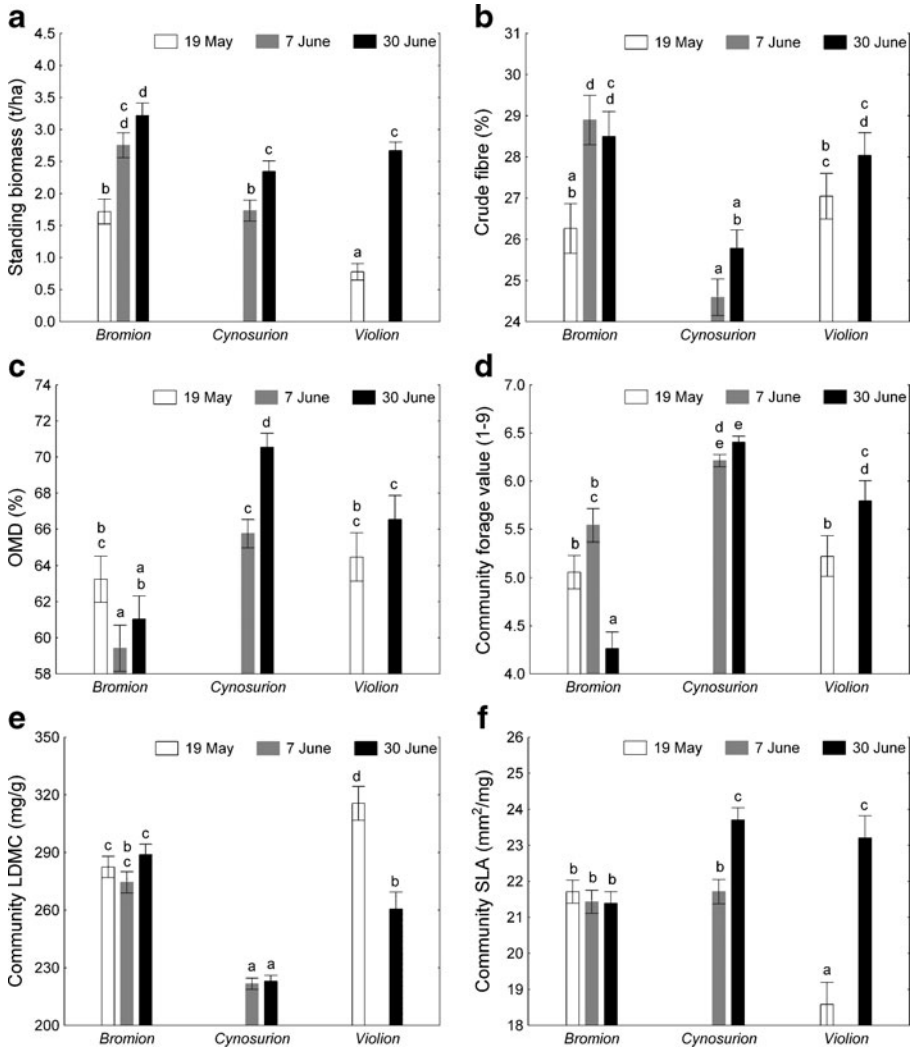 a
19 May 7 June 30 June
Standing biomass (t/ha)
4.5
4.0
3.5
3.0
2.5
2.0
1.5
1.0
0.5
0.0
b
c
d
d
b
c
a
c
Bromion Cynosurion Violion
b
19 May 7 June 30 June
Crude fibre (%)
31
30
29
28
27
26
25
24
a
b
d
c
d
a
a
b
b
c
c
d
Bromion Cynosurion Violion
c
19 May 7 June 30 June
OMD (%)
74
72
70
68
66
64
62
60
58
b
c
a
a
b
c
d
b
c
c
Bromion Cynosurion Violion
d
19 May 7 June 30 June
Community forage value (1-9)
7.0
6.5
6.0
5.5
5.0
4.5
4.0
b
b
c
a
d
e
e
b
c
d
Bromion Cynosurion Violion
e
19 May 7 June 30 June
Community LDMC (mg/g)
350
320
290
260
230
200
c
b
c
c
a
a
d
b
Bromion Cynosurion Violion
f
19 May 7 June 30 June
Community SLA (mm²/mg)
26
25
24
23
22
21
20
19
18
b
b
b
b
c
a
c
Bromion Cynosurion Violion